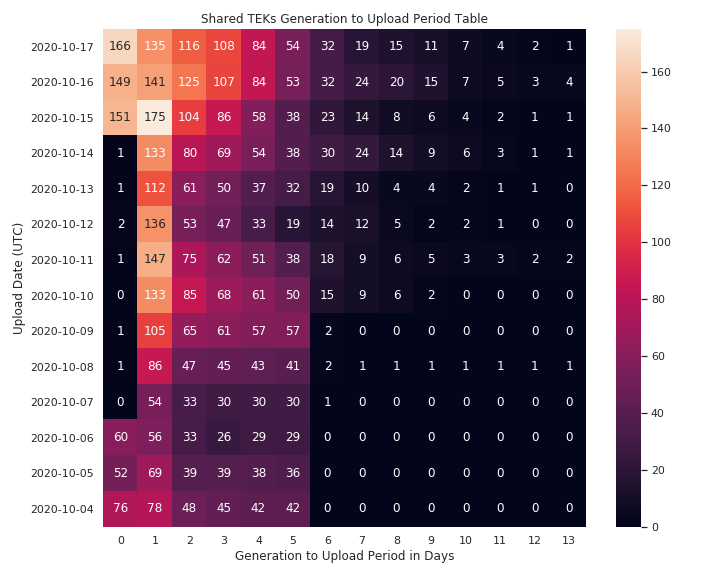 Shared TEKs Generation to Upload Period Table
Upload Date (UTC)
2020-10-17 166 135 116 108 84 54 32 19 15 11 7 4 2 1
2020-10-16 149 141 125 107 84 53 32 24 20 15 7 5 3 4
2020-10-15 151 175 104 86 58 38 23 14 8 6 4 2 1 1
2020-10-14 1 133 80 69 54 38 30 24 14 9 6 3 1 1
2020-10-13 1 112 61 50 37 32 19 10 4 4 2 1 1 0
2020-10-12 2 136 53 47 33 19 14 12 5 2 2 1 0 0
2020-10-11 1 147 75 62 51 38 18 9 6 5 3 3 2 2
2020-10-10 0 133 85 68 61 50 15 9 6 2 0 0 0 0
2020-10-09 1 105 65 61 57 57 2 0 0 0 0 0 0 0
2020-10-08 1 86 47 45 43 41 2 1 1 1 1 1 1 1
2020-10-07 0 54 33 30 30 30 1 0 0 0 0 0 0 0
2020-10-06 60 56 33 26 29 29 0 0 0 0 0 0 0 0
2020-10-05 52 69 39 39 38 36 0 0 0 0 0 0 0 0
2020-10-04 76 78 48 45 42 42 0 0 0 0 0 0 0 0
0 1 2 3 4 5 6 7 8 9 10 11 12 13
Generation to Upload Period in Days
160
140
120
100
80
60
40
20
0